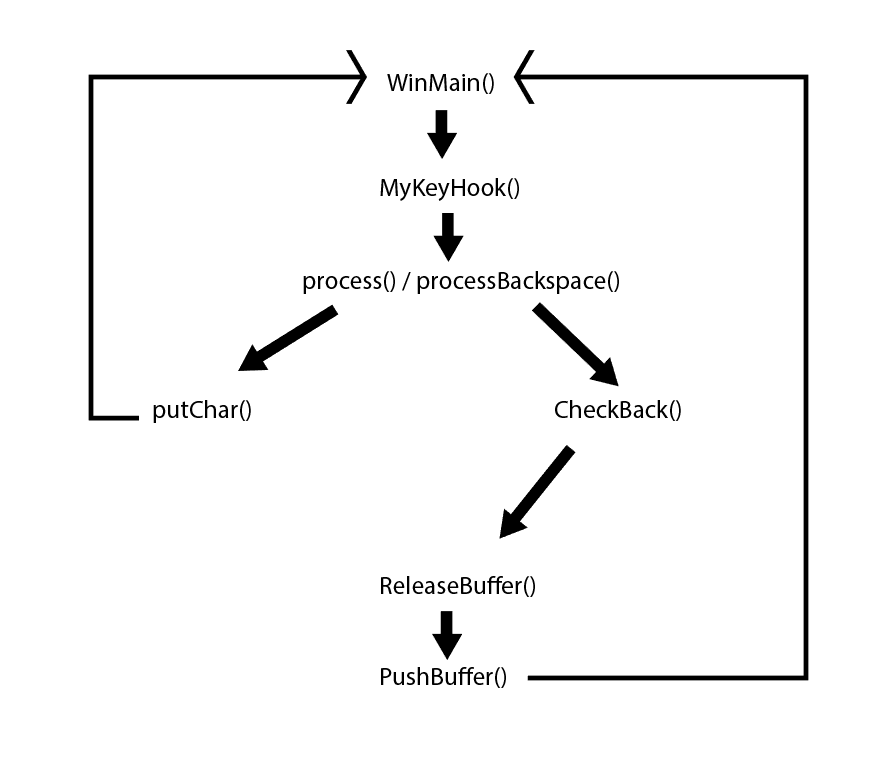 WinMain()
MyKeyHook()
process() / processBackspace()
putChar()
CheckBack()
ReleaseBuffer()
PushBuffer()